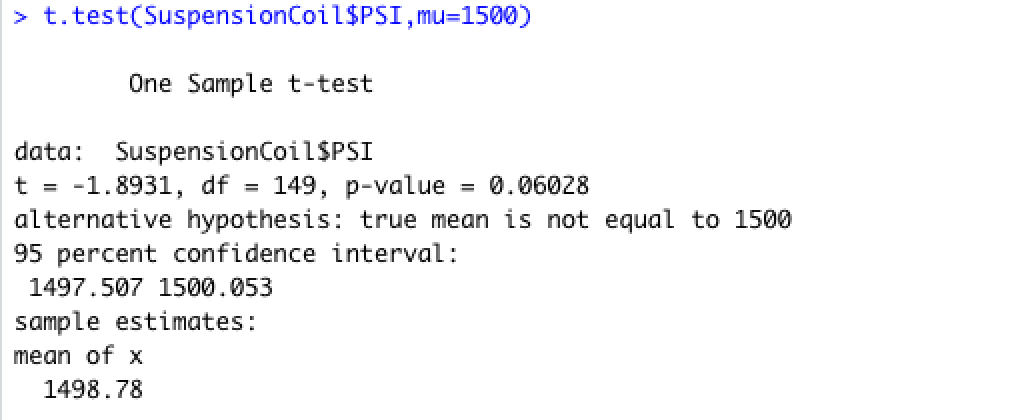 > t.test(SuspensionCoil$PSI,mu=1500)
One Sample t-test
data:  SuspensionCoil$PSI
t = -1.8931, df = 149, p-value = 0.06028
alternative hypothesis: true mean is not equal to 1500
95 percent confidence interval:
1497.507 1500.053
sample estimates:
mean of x
1498.78